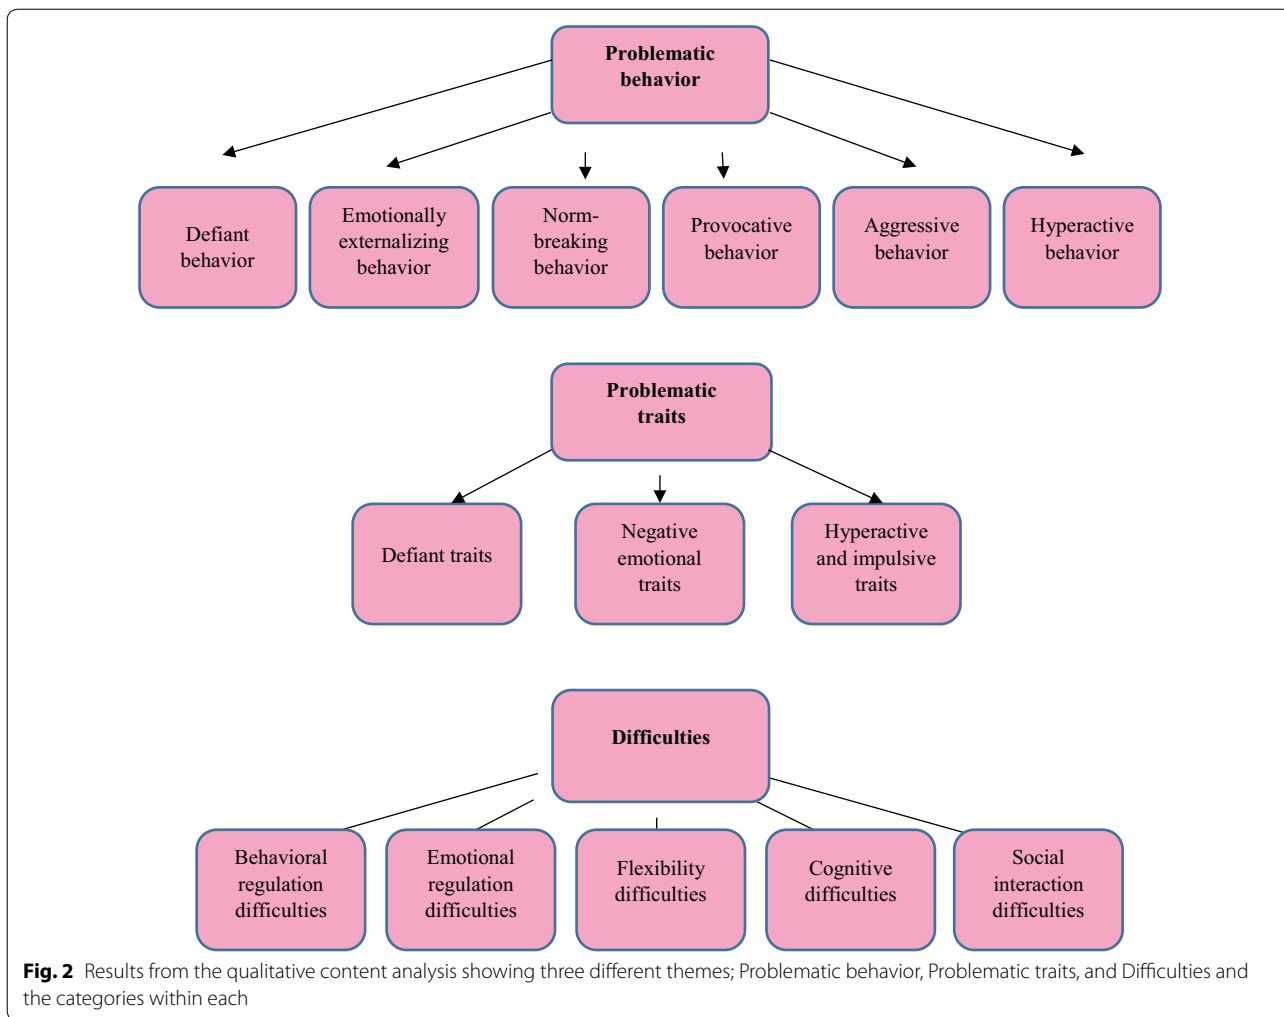 Problematic
behavior
Defiant
behavior
Emotionally
externalizing
behavior
Norm-
breaking
behavior
Provocative
behavior
Aggressive
behavior
Hyperactive
behavior
Problematic
traits
Defiant traits
Negative
emotional
traits
Hyperactive
and impulsive
traits
Difficulties
Behavioral
regulation
difficulties
Emotional
regulation
difficulties
Flexibility
difficulties
Cognitive
difficulties
Social
interaction
difficulties
Fig. 2 Results from the qualitative content analysis showing three different themes; Problematic behavior, Problematic traits, and Difficulties and
the categories within each